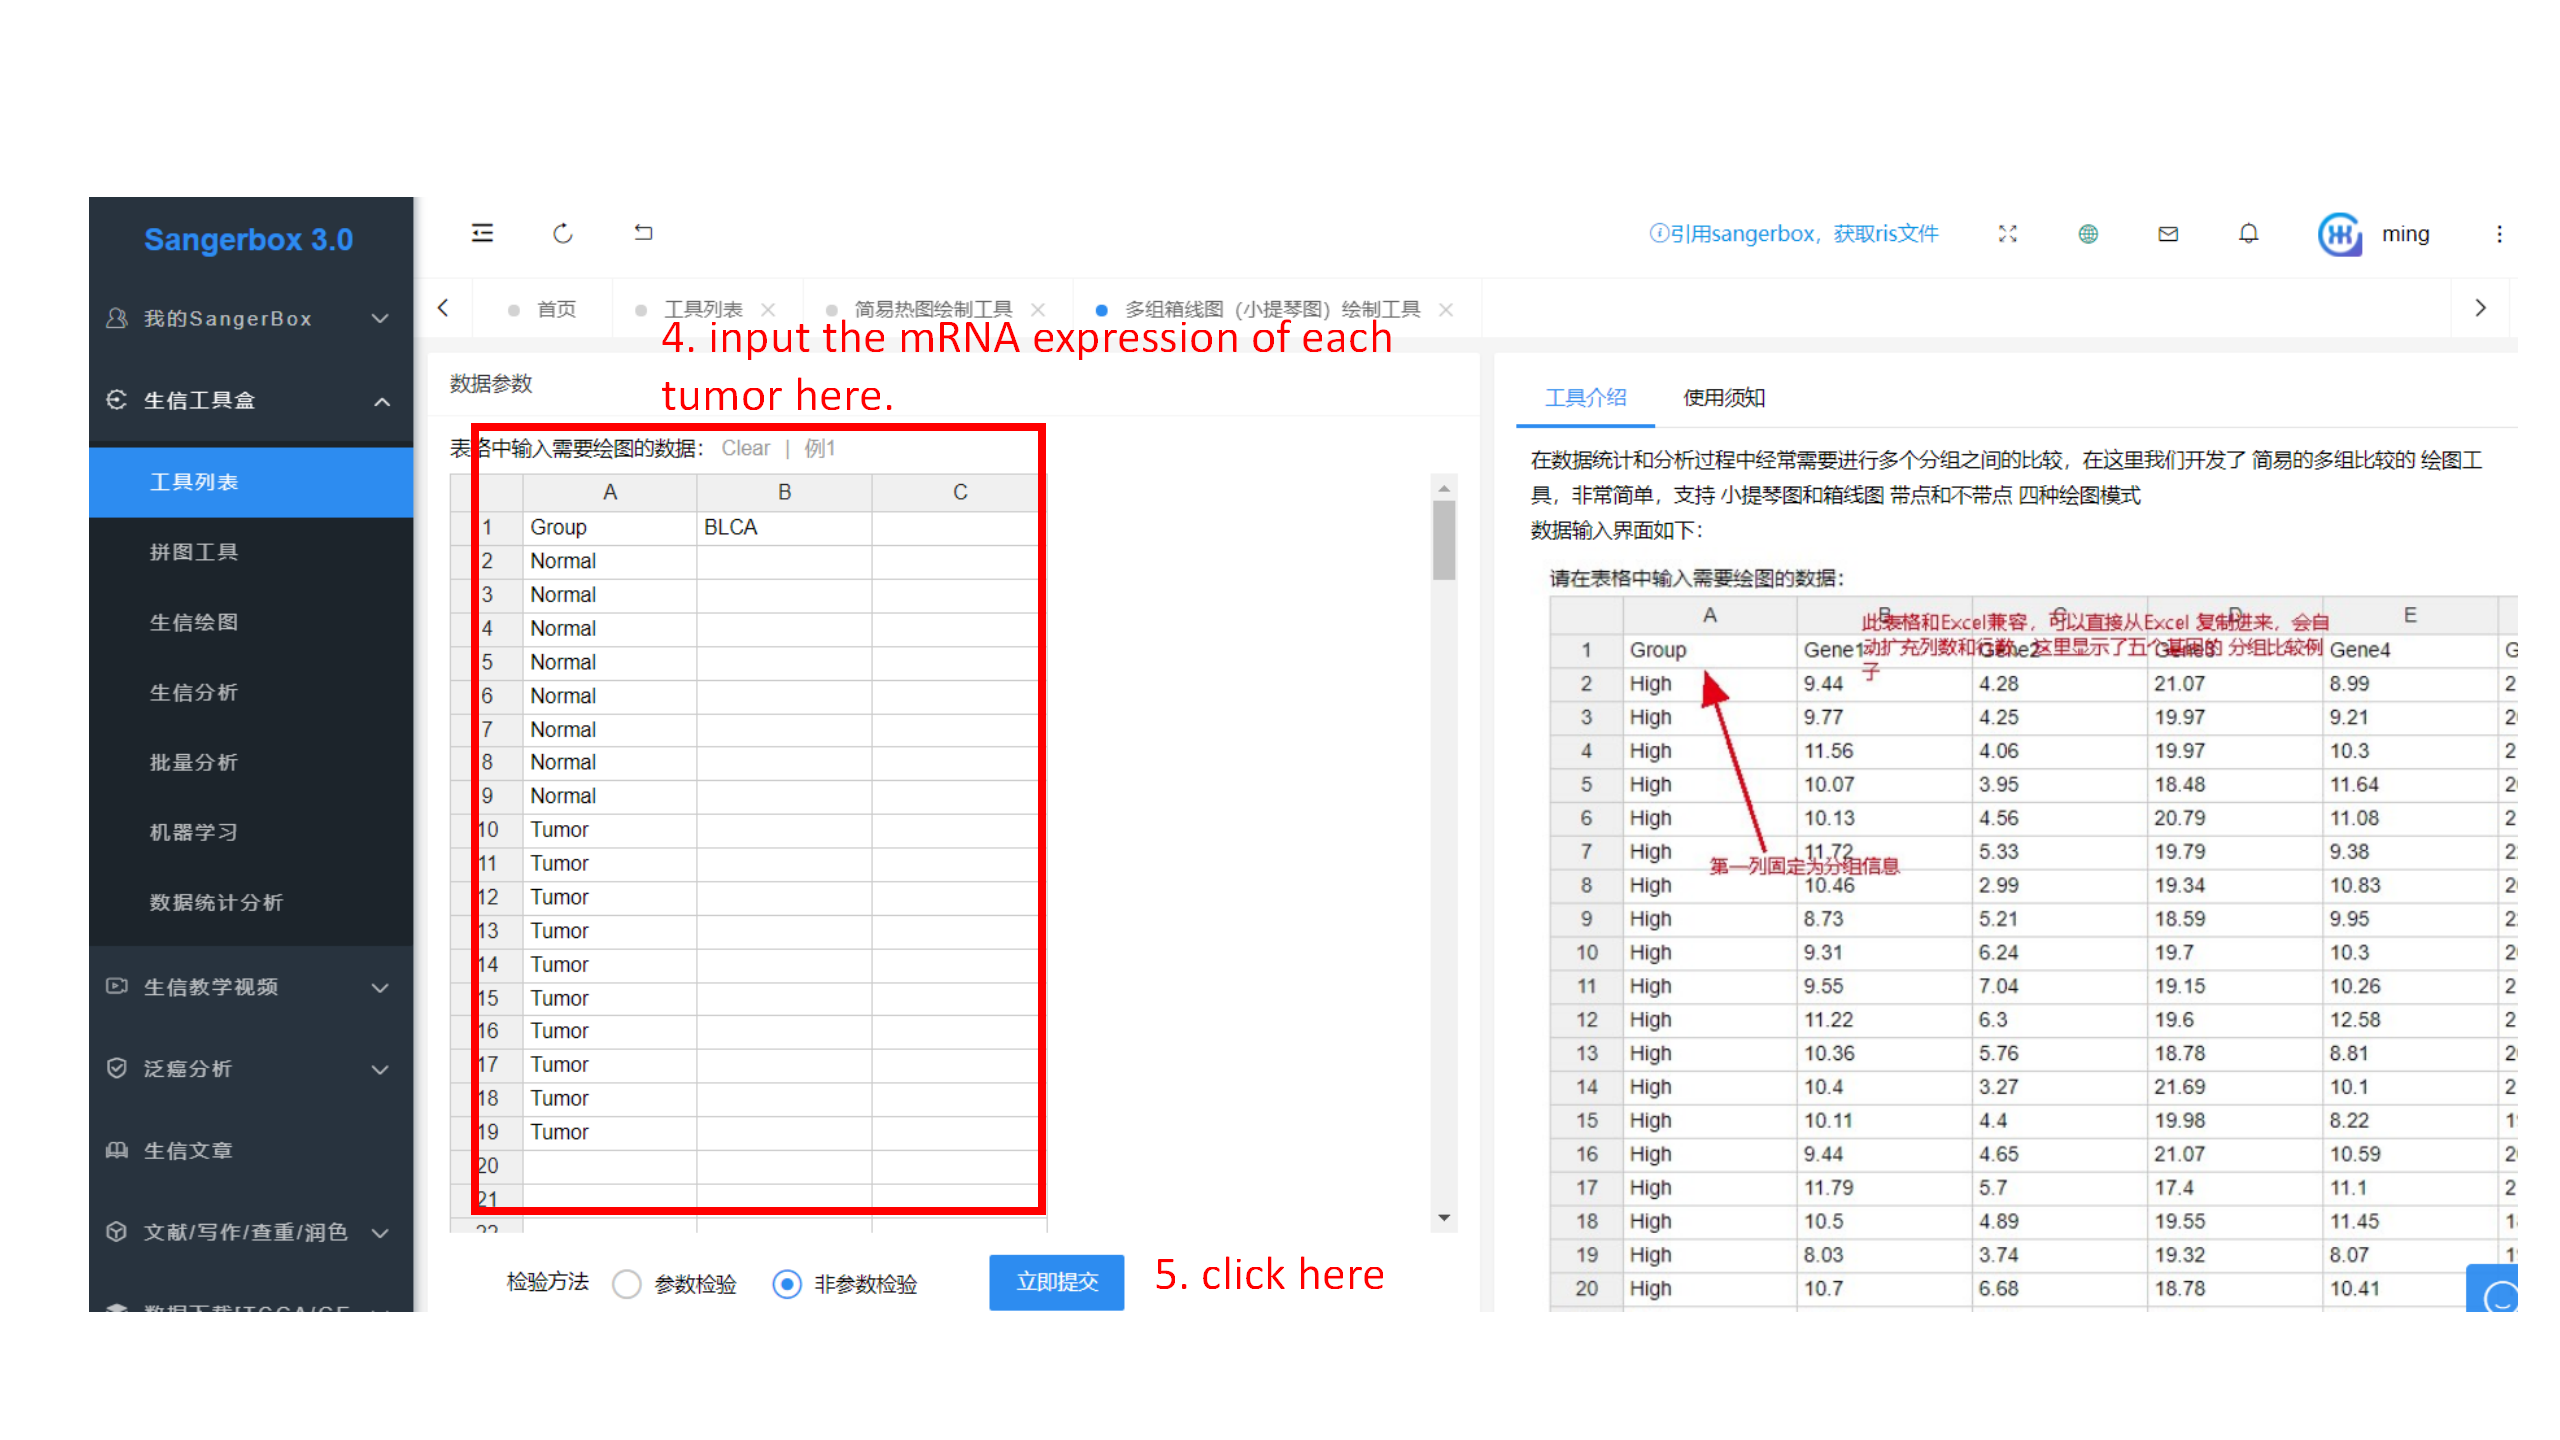 Sangerbox 3.0
我的SangerBox
生信工具盒
工具列表
拼图工具
生信绘图
生信分析
批量分析
机器学习
数据统计分析
生信教学视频
泛癌分析
生信文章
文献/写作/查重/润色
引用sangerbox，获取ris文件
ming
首页
工具列表
简易热图绘制工具
多组箱线图（小提琴图）绘制工具
4. input the mRNA expression of each
tumor here.
数据参数
表格中输入需要绘图的数据： Clear | 例1
A B C
1 Group BLCA
2 Normal
3 Normal
4 Normal
5 Normal
6 Normal
7 Normal
8 Normal
9 Normal
10 Tumor
11 Tumor
12 Tumor
13 Tumor
14 Tumor
15 Tumor
16 Tumor
17 Tumor
18 Tumor
19 Tumor
20
21
22
检验方法 参数检验 非参数检验 立即提交
5. click here
工具介绍 使用须知
在数据统计和分析过程中经常需要进行多个分组之间的比较，在这里我们开发了 简易的多组比较的 绘图工
具，非常简单，支持 小提琴图和箱线图 带点和不带点 四种绘图模式
数据输入界面如下：
请在表格中输入需要绘图的数据：
此表格和Excel兼容，可以直接从Excel 复制进来，会自
动扩充列数和行数，这里显示了五个基因的 分组比较例
子
第一列固定为分组信息
A B C D E
1 Group Gene1 Gene2 Gene3 Gene4
2 High 9.44 4.28 21.07 8.99
3 High 9.77 4.25 19.97 9.21
4 High 11.56 4.06 19.97 10.3
5 High 10.07 3.95 18.48 11.64
6 High 10.13 4.56 20.79 11.08
7 High 11.72 5.33 19.79 9.38
8 High 10.46 2.99 19.34 10.83
9 High 8.73 5.21 18.59 9.95
10 High 9.31 6.24 19.7 10.3
11 High 9.55 7.04 19.15 10.26
12 High 11.22 6.3 19.6 12.58
13 High 10.36 5.76 18.78 8.81
14 High 10.4 3.27 21.69 10.1
15 High 10.11 4.4 19.98 8.22
16 High 9.44 4.65 21.07 10.59
17 High 11.79 5.7 17.4 11.1
18 High 10.5 4.89 19.55 11.45
19 High 8.03 3.74 19.32 8.07
20 High 10.7 6.68 18.78 10.41